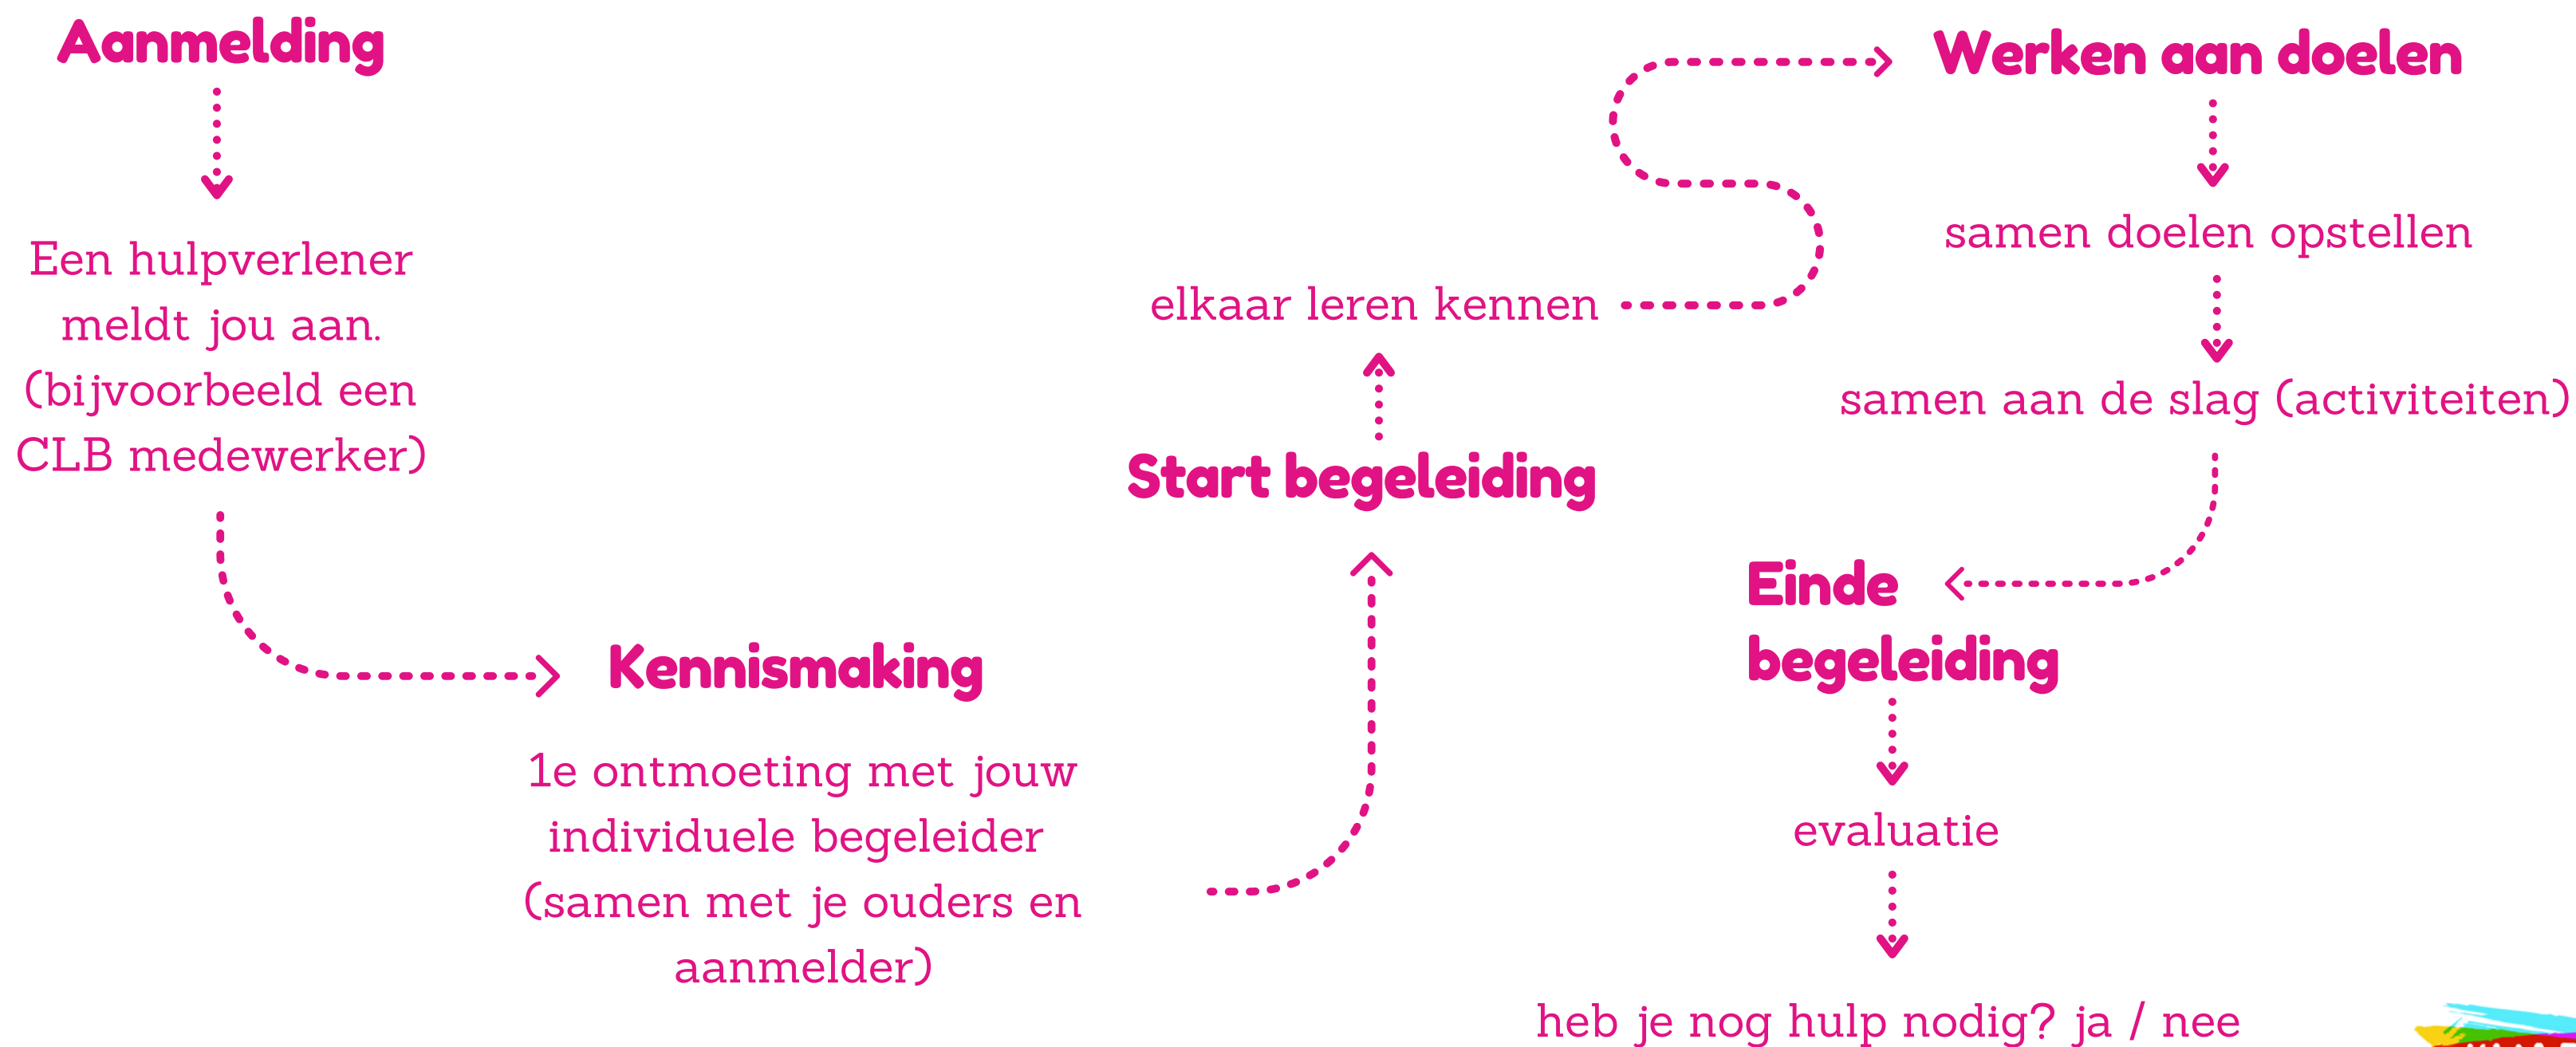 Aanmelding
Een hulpverlener
meldt jou aan.
(bijvoorbeeld een
CLB medewerker)
Kennismaking
1e ontmoeting met jouw
individuele begeleider
(samen met je ouders en
aanmelder)
Start begeleiding
elkaar leren kennen
Werken aan doelen
samen doelen opstellen
samen aan de slag (activiteiten)
Einde
begeleiding
evaluatie
heb je nog hulp nodig? ja / nee